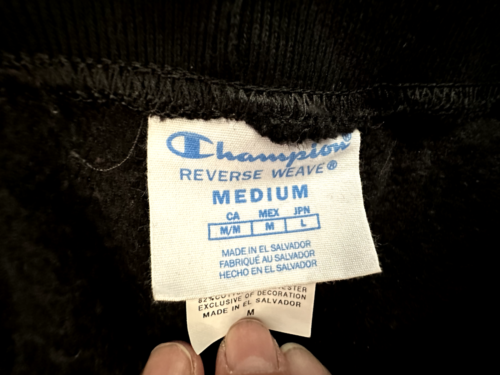 Champion®
REVERSE WEAVE®
MEDIUM
CA MEX JPN
M/M M L
MADE IN EL SALVADOR
FABRIQUÉ AU SALVADOR
HECHO EN EL SALVADOR
EXCLUSIVE OF DECORATION
MADE IN EL SALVADOR
M